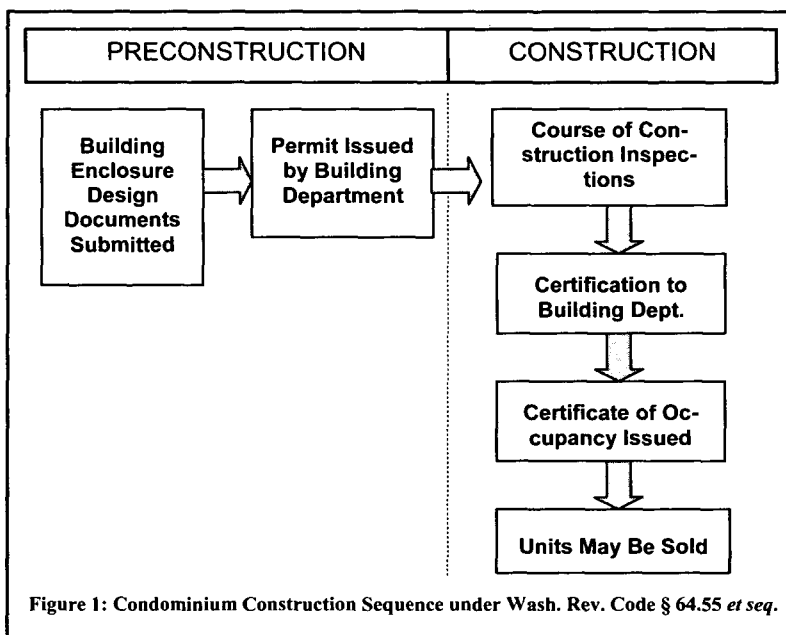 PRECONSTRUCTION
CONSTRUCTION
Building
Enclosure
Design
Documents
Submitted
Permit Issued
by Building
Department
Course of Con-
struction Inspec-
tions
Certification to
Building Dept.
Certificate of Oc-
cupancy Issued
Units May Be Sold
Figure 1: Condominium Construction Sequence under Wash. Rev. Code § 64.55 et seq.